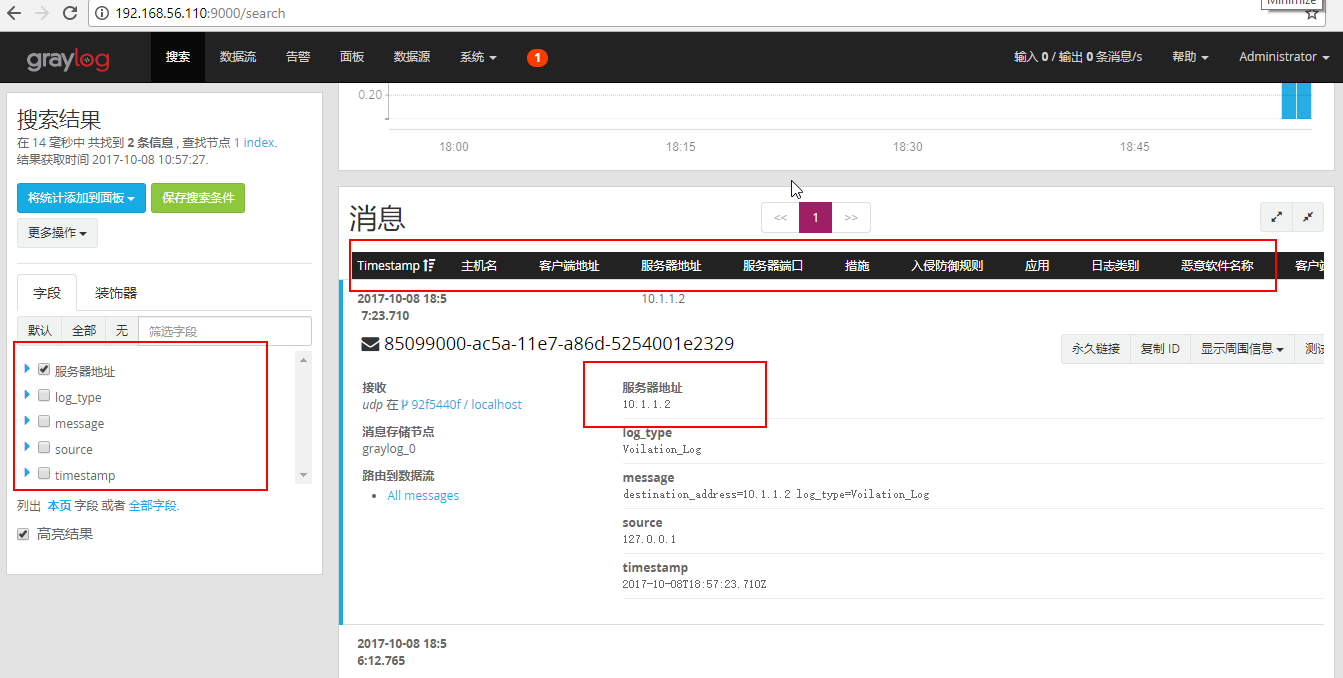 Minimize
192.168.56.110:9000/search
graylog 搜索 数据流 告警 面板 数据源 系统 1 输入 0 / 输出 0 条消息/s 帮助 Administrator
搜索结果
在 14 毫秒中 共找到 2 条信息 , 查找节点 1 index.
结果获取时间 2017-10-08 10:57:27.
将统计添加到面板 保存搜索条件
更多操作
字段 装饰器
默认 全部 无 筛选字段
服务器地址
log_type
message
source
timestamp
列出 本页 字段 或者 全部字段.
高亮结果
0.20
18:00 18:15 18:30 18:45
消息
<< 1 >>
Timestamp 主机名 客户端地址 服务器地址 服务器端口 措施 入侵防御规则 应用 日志类别 恶意软件名称 客户端
2017-10-08 18:5 10.1.1.2
7:23.710
85099000-ac5a-11e7-a86d-5254001e2329
永久链接 复制 ID 显示周围信息 测试
接收
udp 在 92f5440f / localhost
消息存储节点
graylog_0
路由到数据流
All messages
服务器地址
10.1.1.2
log_type
Voilation_Log
message
destination_address=10.1.1.2 log_type=Voilation_Log
source
127.0.0.1
timestamp
2017-10-08T18:57:23.710Z
2017-10-08 18:5
6:12.765